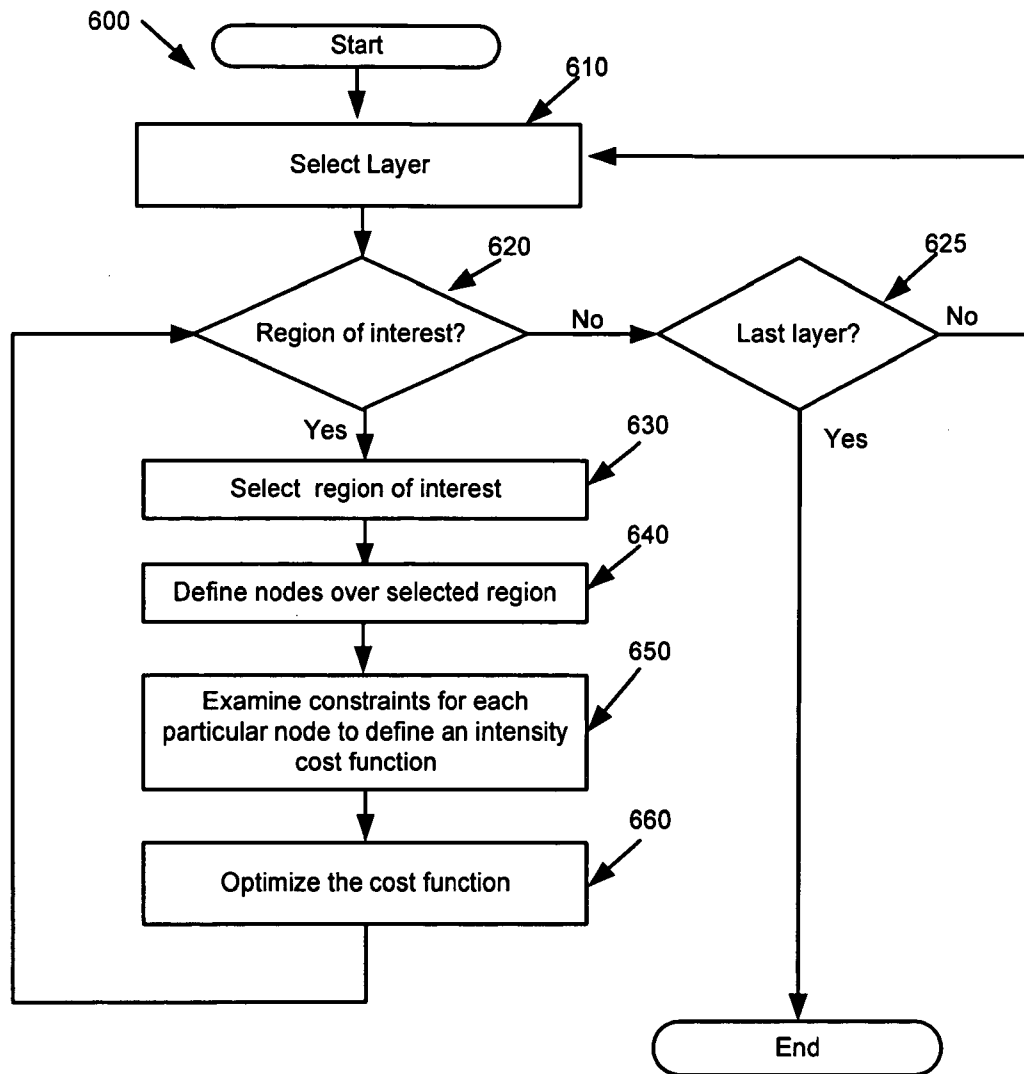 600
Start
610
Select Layer
620
625
Region of interest?
No
Last layer?
No
Yes
Yes
630
Select region of interest
640
Define nodes over selected region
650
Examine constraints for each
particular node to define an intensity
cost function
660
Optimize the cost function
End